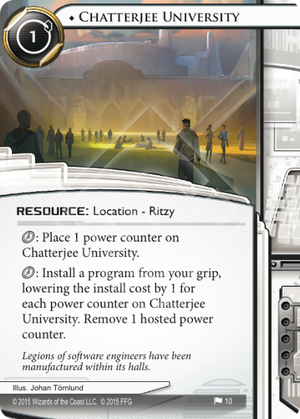 1
♦ Chatterjee University
RESOURCE: Location - Ritzy
: Place 1 power counter on
Chatterjee University.
: Install a program from your grip,
lowering the install cost by 1 for
each power counter on Chatterjee
University. Remove 1 hosted power
counter.
Legions of software engineers have been
manufactured within its halls.
Illus. Johan Törnlund
© 2015 Wizards of the Coast LLC. © 2015 FFG
10